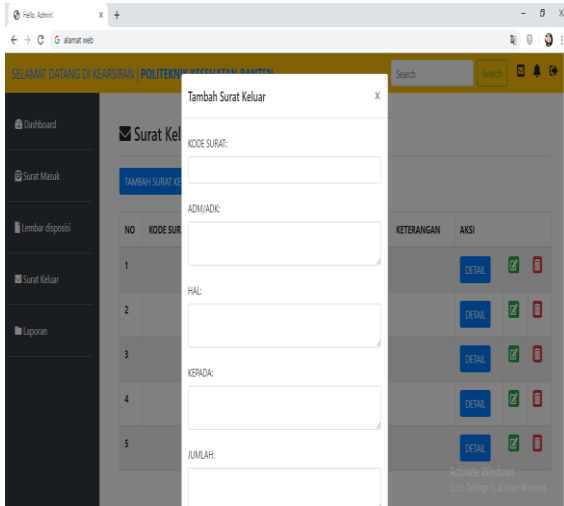 Hello, Admin!
alamat web
SELAMAT DATANG DI KEARSIPAN | POLITEKNIK KESEHATAN BANTEN
Search
Search
Tambah Surat Keluar
X
Dashboard
Surat Masuk
Lembar disposisi
Surat Keluar
Laporan
Surat Kel
TAMBAH SURAT KE
KODE SURAT:
ADM/ADK:
HAL:
KEPADA:
JUMLAH:
NO KODE SUR KETERANGAN AKSI
1 DETAIL
2 DETAIL
3 DETAIL
4 DETAIL
5 DETAIL
Activate Windows
Go to Settings to activate Windows.